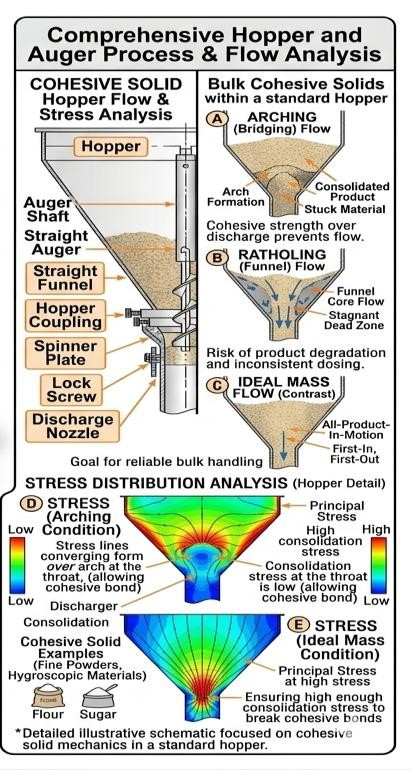 Comprehensive Hopper and
Auger Process & Flow Analysis
COHESIVE SOLID
Hopper Flow &
Stress Analysis
Hopper
Auger
Shaft
Straight
Auger
Straight
Funnel
Hopper
Coupling
Spinner
Plate
Lock
Screw
Discharge
Nozzle
Bulk Cohesive Solids
within a standard Hopper
A
ARCHING
(Bridging) Flow
Arch
Formation
Consolidated
Product
Stuck Material
Cohesive strength over
discharge prevents flow.
B
RATHOLING
(Funnel) Flow
Funnel
Core Flow
Stagnant
Dead Zone
Risk of product degradation
and inconsistent dosing.
C
IDEAL MASS
FLOW (Contrast)
All-Product-
In-Motion
First-In,
First-Out
Goal for reliable bulk handling
STRESS DISTRIBUTION ANALYSIS (Hopper Detail)
D
STRESS
(Arching
Condition)
Low
Low
Stress lines
converging form
over arch at the
throat, (allowing
cohesive bond)
Discharger
Principal
Stress
High
consolidation
stress
High
Low
Consolidation
stress at the throat
is low (allowing
cohesive bond)
Consolidation
Cohesive Solid
Examples
(Fine Powders,
Hygroscopic Materials)
FLOUR
Flour
Sugar
E
STRESS
(Ideal Mass
Condition)
Principal Stress
at high stress
Ensuring high enough
consolidation stress to
break cohesive bonds
*Detailed illustrative schematic focused on cohesive
solid mechanics in a standard hopper.